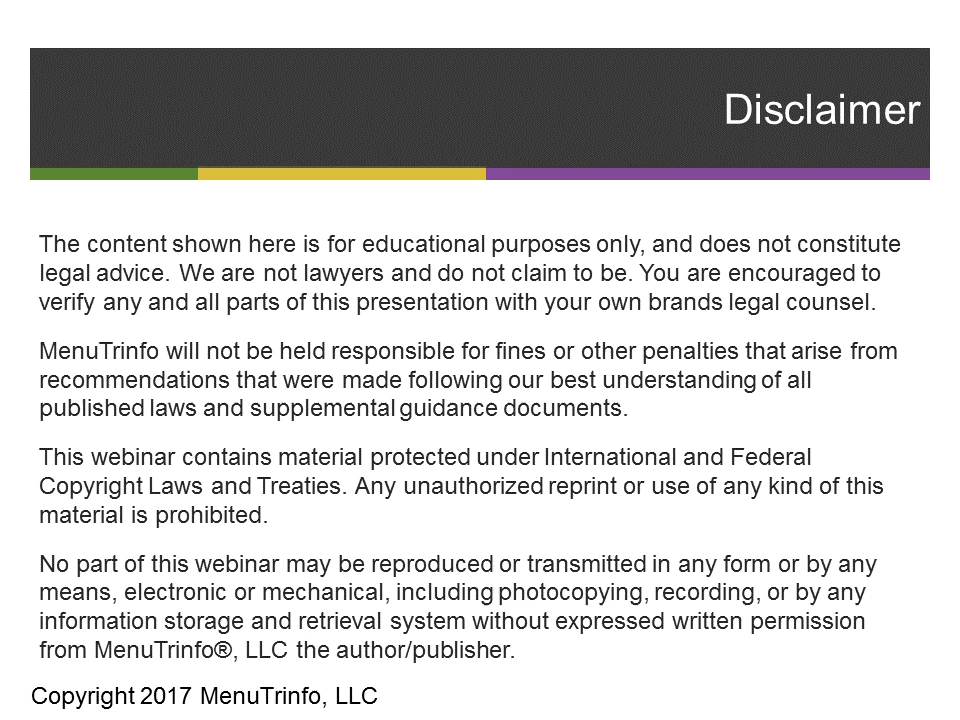 Disclaimer
The content shown here is for educational purposes only, and does not constitute
legal advice. We are not lawyers and do not claim to be. You are encouraged to
verify any and all parts of this presentation with your own brands legal counsel.
MenuTrinfo will not be held responsible for fines or other penalties that arise from
recommendations that were made following our best understanding of all
published laws and supplemental guidance documents.
This webinar contains material protected under International and Federal
Copyright Laws and Treaties. Any unauthorized reprint or use of any kind of this
material is prohibited.
No part of this webinar may be reproduced or transmitted in any form or by any
means, electronic or mechanical, including photocopying, recording, or by any
information storage and retrieval system without expressed written permission
from MenuTrinfo®, LLC the author/publisher.
Copyright 2017 MenuTrinfo, LLC